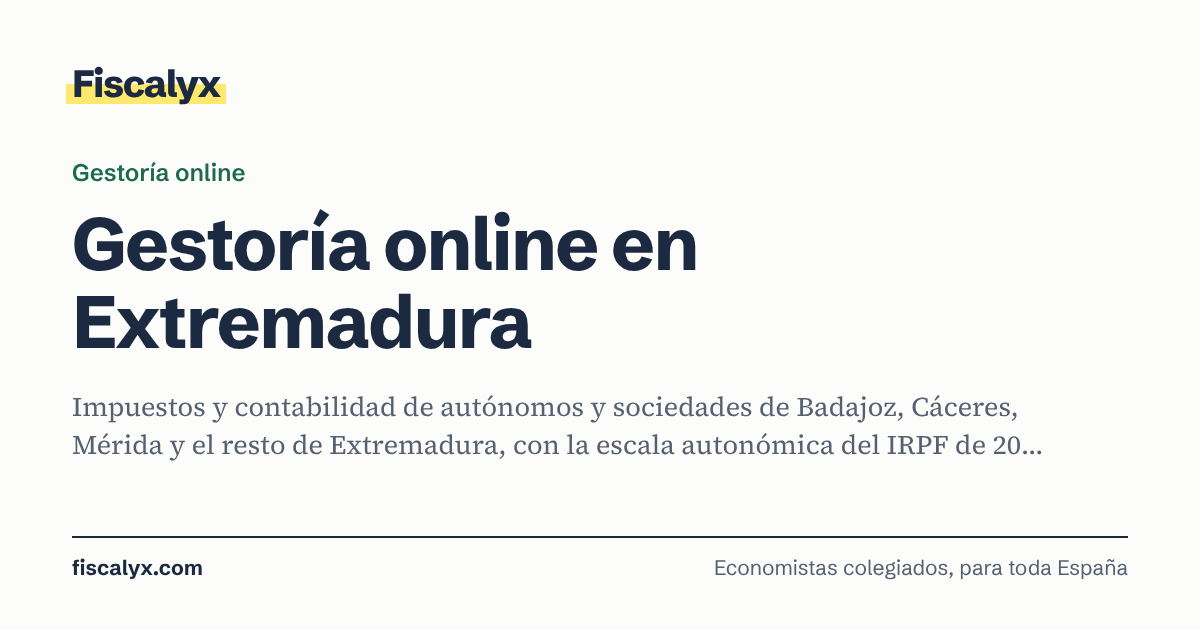 Fiscalyx
Gestoría online
Gestoría online en
Extremadura
Impuestos y contabilidad de autónomos y sociedades de Badajoz, Cáceres,
Mérida y el resto de Extremadura, con la escala autonómica del IRPF de 20...
fiscalyx.com
Economistas colegiados, para toda España